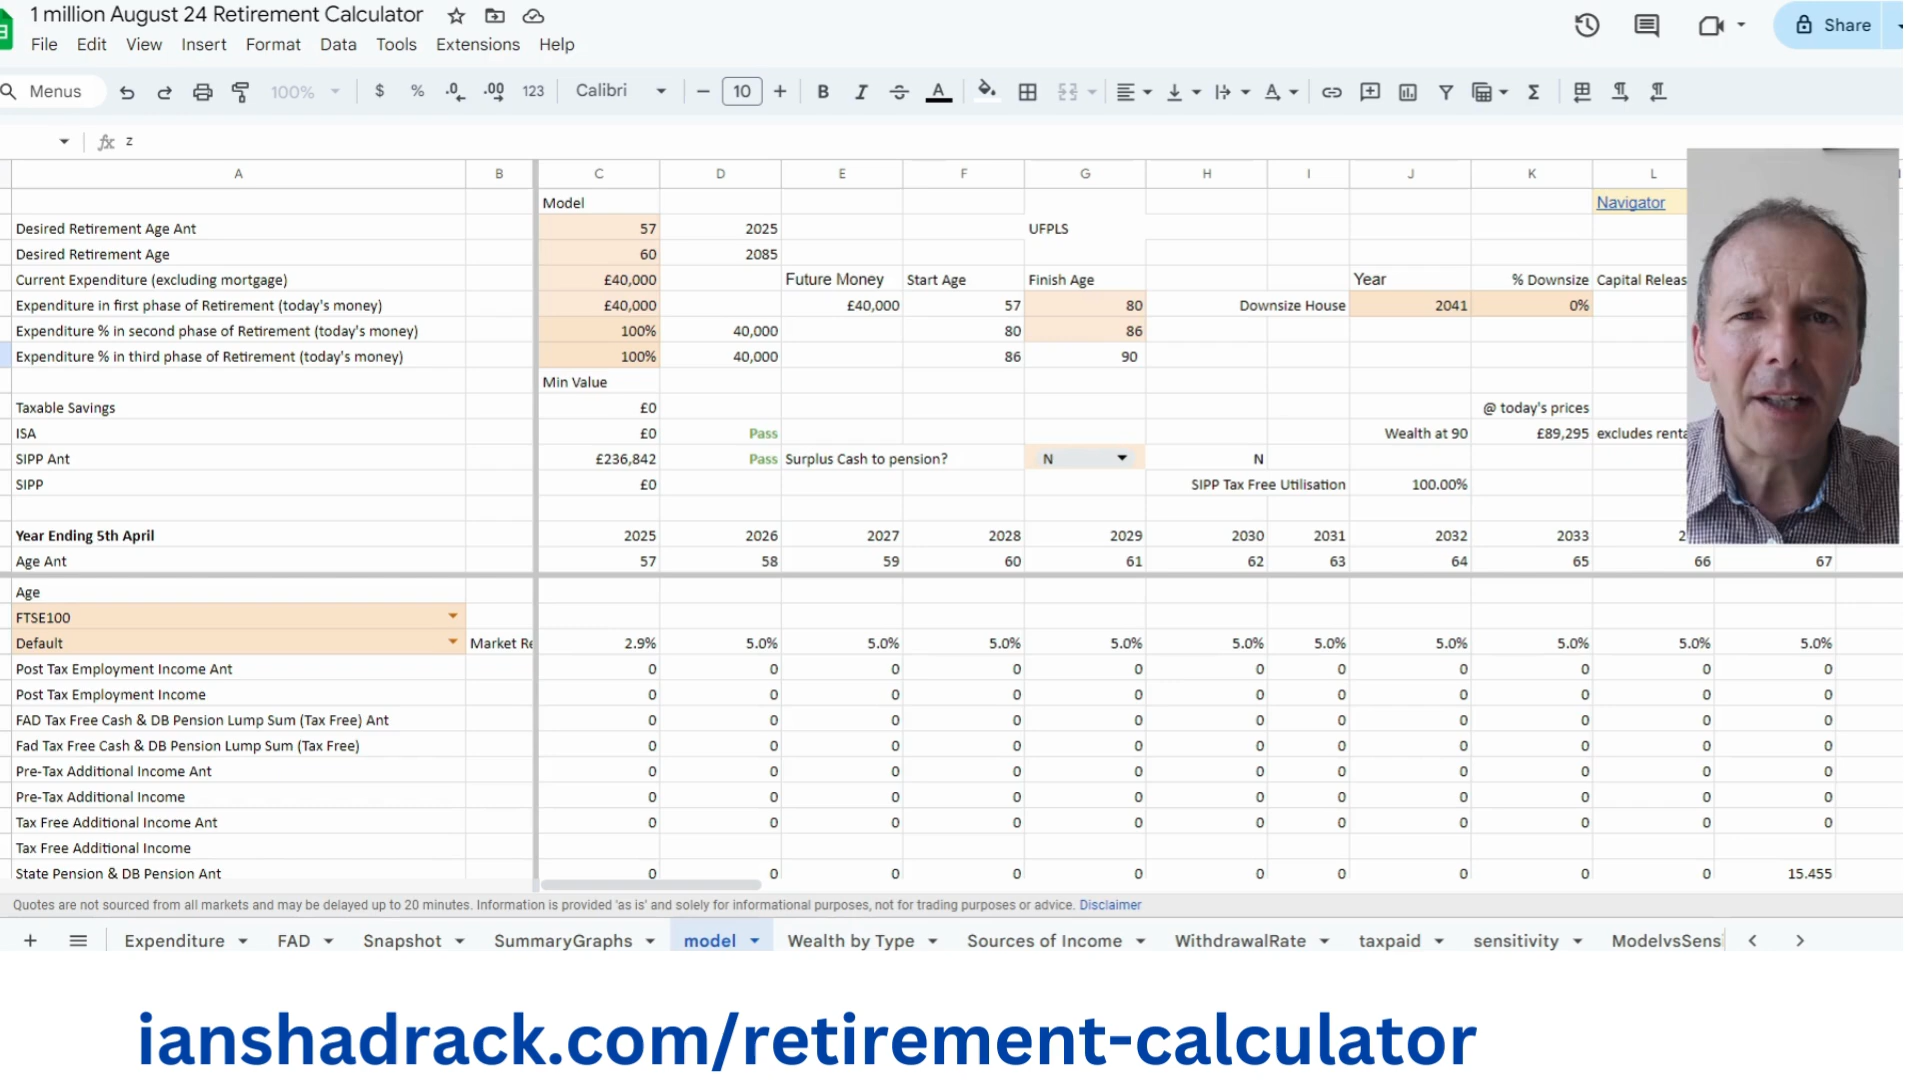 1 million August 24 Retirement Calculator
File Edit View Insert Format Data Tools Extensions Help
Share
Menus 100% $ % .0 .00 123 Calibri 10 B I A
fx z
A B C D E F G H I J K L
Model Navigator
Desired Retirement Age Ant 57 2025 UFPLS
Desired Retirement Age 60 2085
Current Expenditure (excluding mortgage) £40,000 Future Money Start Age Finish Age Year % Downsize Capital Releas
Expenditure in first phase of Retirement (today's money) £40,000 £40,000 57 80 Downsize House 2041 0%
Expenditure % in second phase of Retirement (today's money) 100% 40,000 80 86
Expenditure % in third phase of Retirement (today's money) 100% 40,000 86 90
Min Value
Taxable Savings £0 @ today's prices
ISA £0 Pass Wealth at 90 £89,295 excludes renta
SIPP Ant £236,842 Pass Surplus Cash to pension? N N
SIPP £0 SIPP Tax Free Utilisation 100.00%
Year Ending 5th April 2025 2026 2027 2028 2029 2030 2031 2032 2033 2
Age Ant 57 58 59 60 61 62 63 64 65 66 67
Age
FTSE100
Default Market Re 2.9% 5.0% 5.0% 5.0% 5.0% 5.0% 5.0% 5.0% 5.0% 5.0% 5.0%
Post Tax Employment Income Ant 0 0 0 0 0 0 0 0 0 0 0
Post Tax Employment Income 0 0 0 0 0 0 0 0 0 0 0
FAD Tax Free Cash & DB Pension Lump Sum (Tax Free) Ant 0 0 0 0 0 0 0 0 0 0 0
Fad Tax Free Cash & DB Pension Lump Sum (Tax Free) 0 0 0 0 0 0 0 0 0 0 0
Pre-Tax Additional Income Ant 0 0 0 0 0 0 0 0 0 0 0
Pre-Tax Additional Income 0 0 0 0 0 0 0 0 0 0 0
Tax Free Additional Income Ant 0 0 0 0 0 0 0 0 0 0 0
Tax Free Additional Income
State Pension & DB Pension Ant 0 0 0 0 0 0 0 0 0 0 15.455
Quotes are not sourced from all markets and may be delayed up to 20 minutes. Information is provided 'as is' and solely for informational purposes, not for trading purposes or advice. Disclaimer
Expenditure FAD Snapshot SummaryGraphs model Wealth by Type Sources of Income WithdrawalRate taxpaid sensitivity ModelvsSens
ianshadrack.com/retirement-calculator